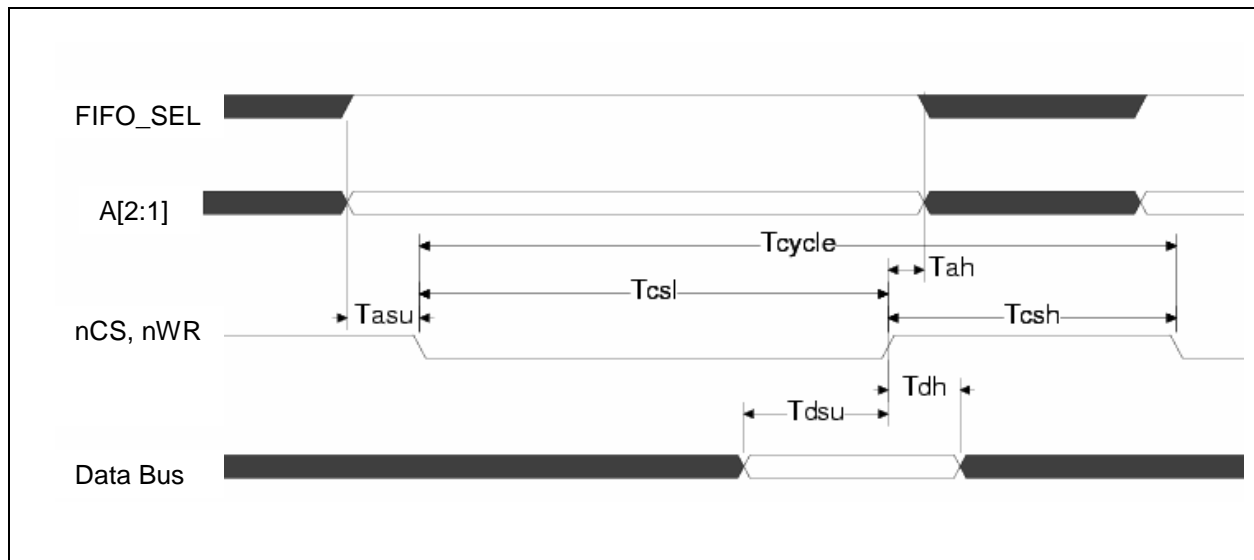 FIFO_SEL
A[2:1]
Tcycle
Tah
Tcsl
Tasu
Tcsh
nCS, nWR
Tdh
Tdsu
Data Bus